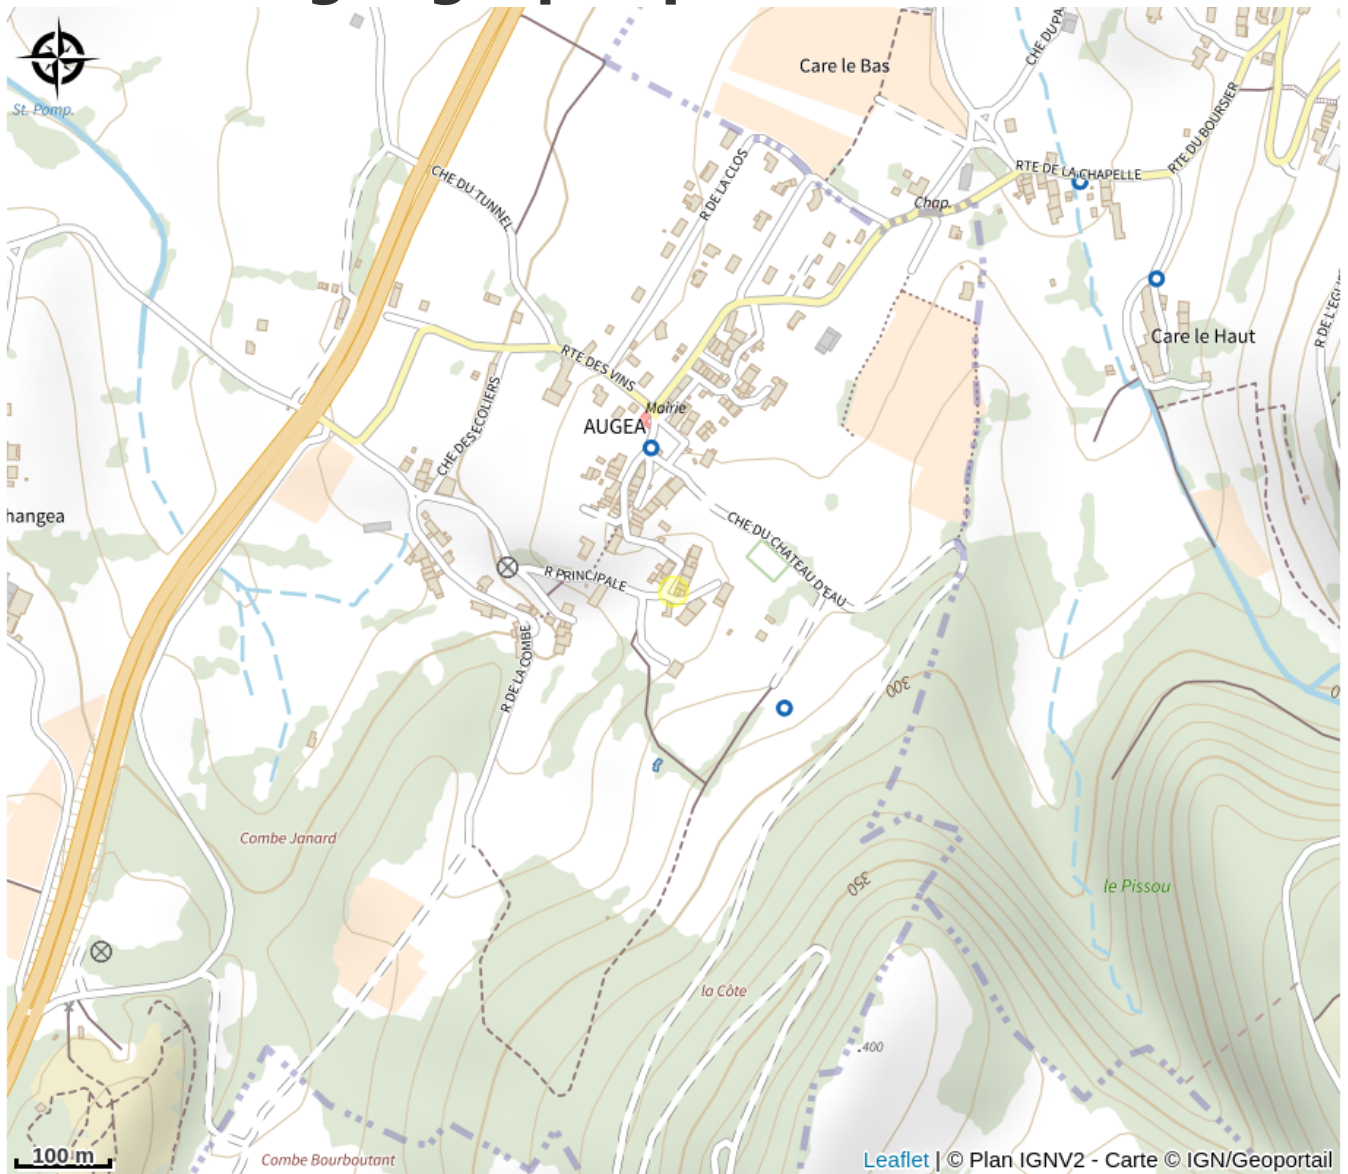 St. Pomp.
Care le Bas
CHE DU PA
RTE DU BOURSIER
CHE DU TUNNEL
R DE LA CLOS
RTE DE LA CHAPELLE
Chap.
R DE L'EGLI
Care le Haut
RTE DES VINS
Mairie
AUGEA
CHE DES ECOLIERS
hangea
CHE DU CHATEAU D'EAU
R PRINCIPALE
R DE LA COMBE
300
0
Combe Janard
350
le Pissou
la Côte
.400
Combe Bourboutant
100 m
Leaflet | © Plan IGNV2 - Carte © IGN/Geoportail